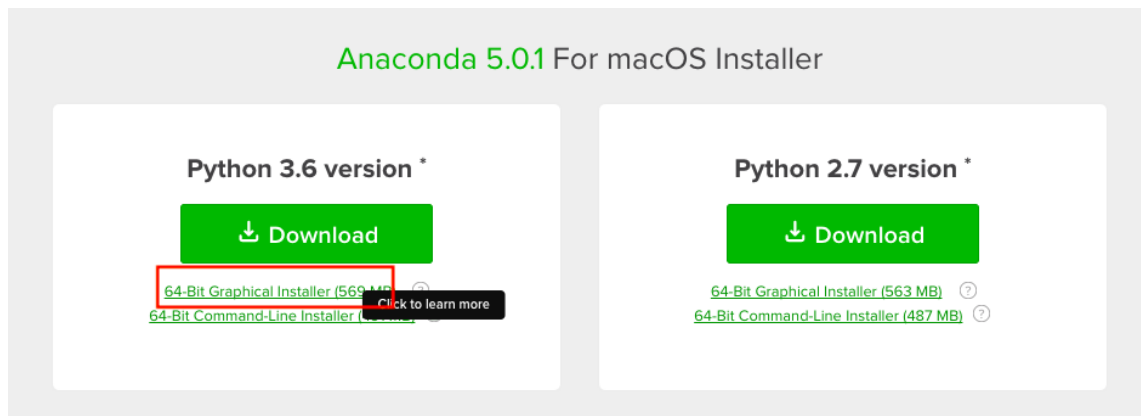 Anaconda 5.0.1 For macOS Installer
Python 3.6 version *
Download
64-Bit Graphical Installer (569
?
Click to learn more
64-Bit Command-Line Installer (
Python 2.7 version *
Download
64-Bit Graphical Installer (563 MB)
?
64-Bit Command-Line Installer (487 MB)
?